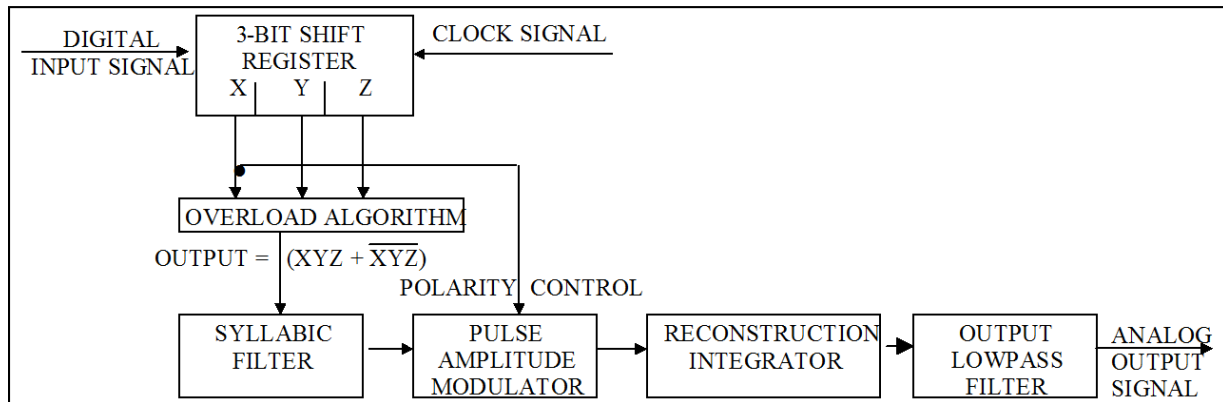 DIGITAL
INPUT SIGNAL
3-BIT SHIFT
REGISTER
X Y Z
CLOCK SIGNAL
OVERLOAD ALGORITHM
OUTPUT = (XYZ + X̅Y̅Z̅)
POLARITY CONTROL
SYLLABIC
FILTER
PULSE
AMPLITUDE
MODULATOR
RECONSTRUCTION
INTEGRATOR
OUTPUT
LOWPASS
FILTER
ANALOG
OUTPUT
SIGNAL